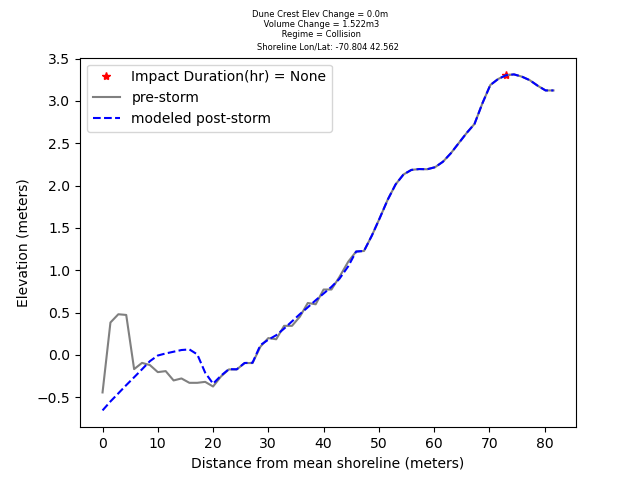 Dune Crest Elev Change = 0.0m
Volume Change = 1.522m3
Regime = Collision
Shoreline Lon/Lat: -70.804 42.562
Impact Duration(hr) = None
pre-storm
modeled post-storm
Elevation (meters)
3.5
3.0
2.5
2.0
1.5
1.0
0.5
0.0
−0.5
0 10 20 30 40 50 60 70 80
Distance from mean shoreline (meters)